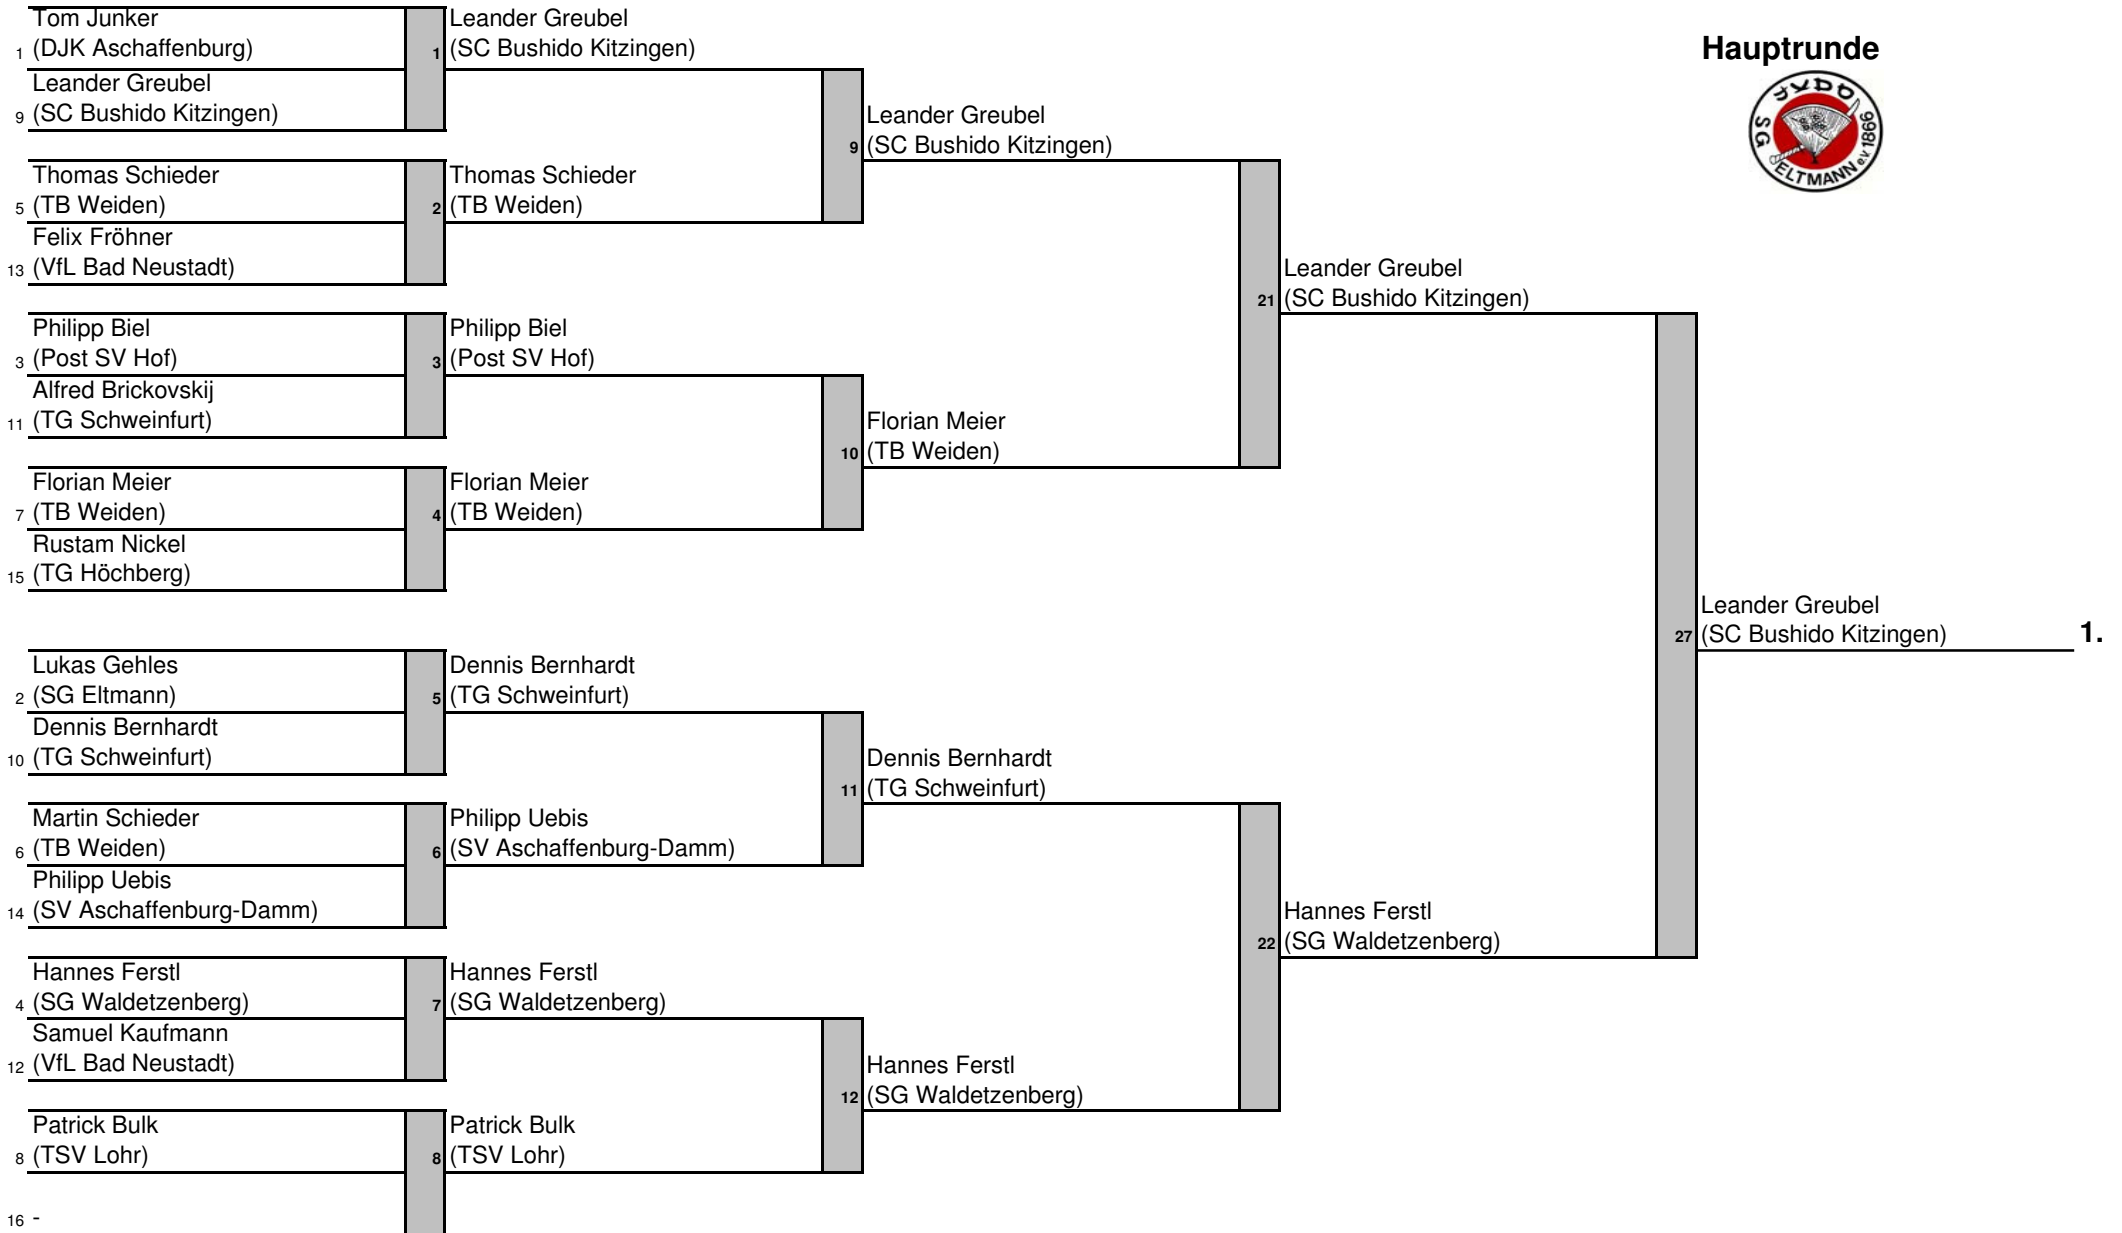 Hauptrunde
JUDO
SG ELTMANN e.V. 1866
Tom Junker
1 (DJK Aschaffenburg)
Leander Greubel
9 (SC Bushido Kitzingen)
Thomas Schieder
5 (TB Weiden)
Felix Fröhner
13 (VfL Bad Neustadt)
Philipp Biel
3 (Post SV Hof)
Alfred Brickovskij
11 (TG Schweinfurt)
Florian Meier
7 (TB Weiden)
Rustam Nickel
15 (TG Höchberg)
Lukas Gehles
2 (SG Eltmann)
Dennis Bernhardt
10 (TG Schweinfurt)
Martin Schieder
6 (TB Weiden)
Philipp Uebis
14 (SV Aschaffenburg-Damm)
Hannes Ferstl
4 (SG Waldetzenberg)
Samuel Kaufmann
12 (VfL Bad Neustadt)
Patrick Bulk
8 (TSV Lohr)
16 -
Leander Greubel
1 (SC Bushido Kitzingen)
Thomas Schieder
2 (TB Weiden)
Philipp Biel
3 (Post SV Hof)
Florian Meier
4 (TB Weiden)
Dennis Bernhardt
5 (TG Schweinfurt)
Philipp Uebis
6 (SV Aschaffenburg-Damm)
Hannes Ferstl
7 (SG Waldetzenberg)
Patrick Bulk
8 (TSV Lohr)
Leander Greubel
9 (SC Bushido Kitzingen)
Florian Meier
10 (TB Weiden)
Dennis Bernhardt
11 (TG Schweinfurt)
Hannes Ferstl
12 (SG Waldetzenberg)
Leander Greubel
21 (SC Bushido Kitzingen)
Hannes Ferstl
22 (SG Waldetzenberg)
Leander Greubel
27 (SC Bushido Kitzingen) 1.